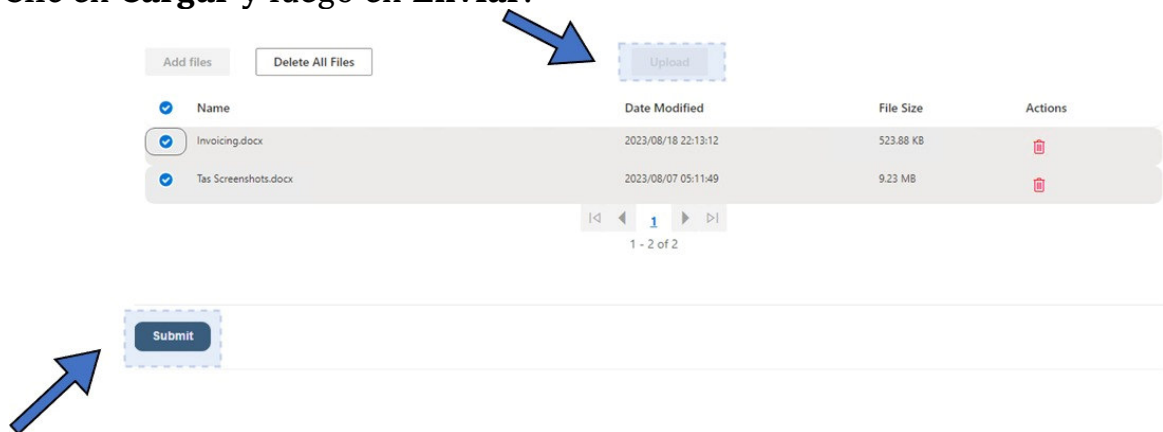 en Cargar y luego en Enviar.
Add files Delete All Files Upload
Name Date Modified File Size Actions
Invoicing.docx 2023/08/18 22:13:12 523.88 KB
Tas Screenshots.docx 2023/08/07 05:11:49 9.23 MB
1
1 - 2 of 2
Submit